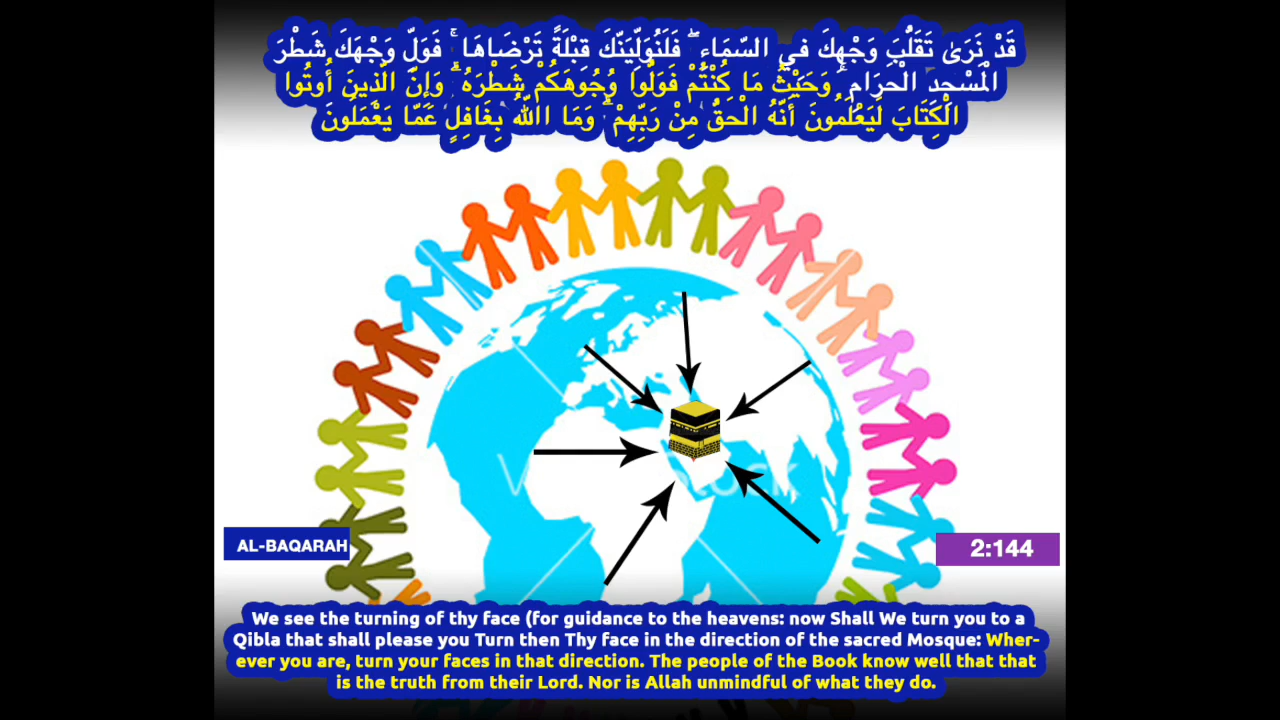 قَدْ نَرَىٰ تَقَلُّبَ وَجْهِكَ فِي السَّمَاءِ ۖ فَلَنُوَلِّيَنَّكَ قِبْلَةً تَرْضَاهَا ۚ فَوَلِّ وَجْهَكَ شَطْرَ
الْمَسْجِدِ الْحَرَامِ ۚ وَحَيْثُ مَا كُنْتُمْ فَوَلُّوا وُجُوهَكُمْ شَطْرَهُ ۗ وَإِنَّ الَّذِينَ أُوتُوا
الْكِتَابَ لَيَعْلَمُونَ أَنَّهُ الْحَقُّ مِنْ رَبِّهِمْ ۗ وَمَا اللَّهُ بِغَافِلٍ عَمَّا يَعْمَلُونَ
AL-BAQARAH
2:144
We see the turning of thy face (for guidance to the heavens: now Shall We turn you to a
Qibla that shall please you Turn then Thy face in the direction of the sacred Mosque: Wher-
ever you are, turn your faces in that direction. The people of the Book know well that that
is the truth from their Lord. Nor is Allah unmindful of what they do.